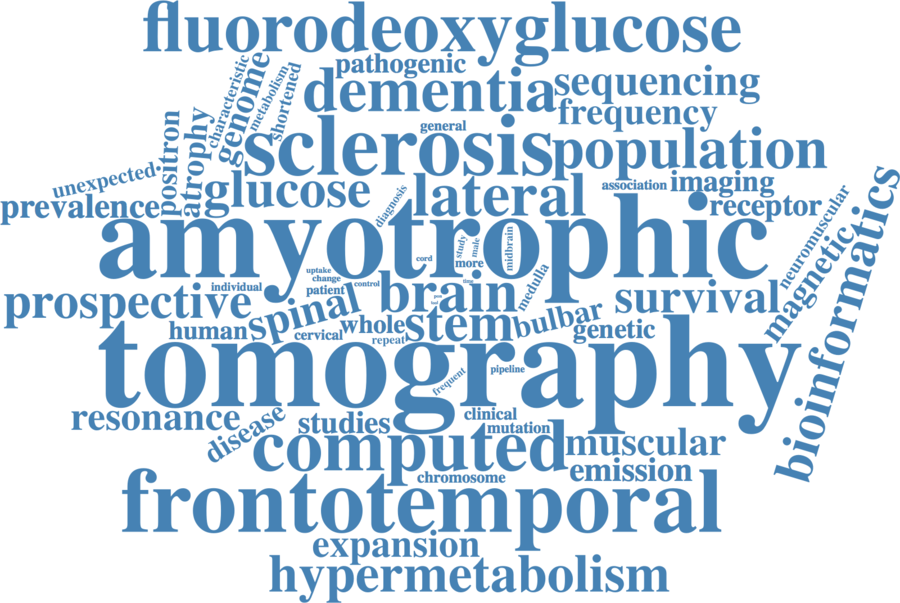 fluorodeoxyglucose
pathogenic
dementia
sequencing
frequency
characteristic
genome
metabolism
shortened
general
sclerosis
population
positron
atrophy
unexpected
prevalence
glucose
diagnosis
lateral
association
imaging
receptor
amyotrophic
study
male
midbrain
cord
more
neuromuscular
magnetic
bioinformatics
uptake
change
patient
control
individual
prospective
spinal
brain
time
medulla
survival
human
cervical
whole
repeat
stem
bulbar
genetic
tomography
frequent
pipeline
resonance
disease
studies
clinical
mutation
computed
muscular
emission
chromosome
frontotemporal
expansion
hypermetabolism